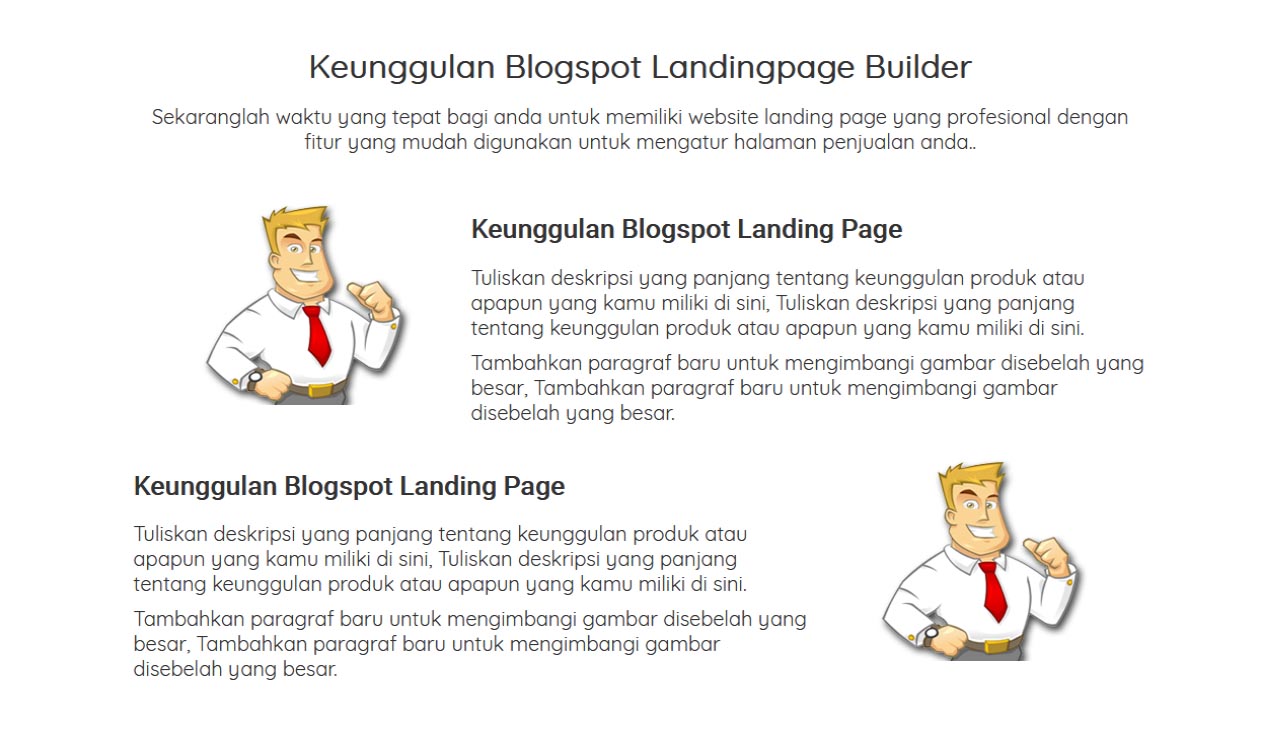 Keunggulan Blogspot Landingpage Builder
Sekaranglah waktu yang tepat bagi anda untuk memiliki website landing page yang profesional dengan
fitur yang mudah digunakan untuk mengatur halaman penjualan anda..
Keunggulan Blogspot Landing Page
Tuliskan deskripsi yang panjang tentang keunggulan produk atau
apapun yang kamu miliki di sini, Tuliskan deskripsi yang panjang
tentang keunggulan produk atau apapun yang kamu miliki di sini.
Tambahkan paragraf baru untuk mengimbangi gambar disebelah yang
besar, Tambahkan paragraf baru untuk mengimbangi gambar
disebelah yang besar.
Keunggulan Blogspot Landing Page
Tuliskan deskripsi yang panjang tentang keunggulan produk atau
apapun yang kamu miliki di sini, Tuliskan deskripsi yang panjang
tentang keunggulan produk atau apapun yang kamu miliki di sini.
Tambahkan paragraf baru untuk mengimbangi gambar disebelah yang
besar, Tambahkan paragraf baru untuk mengimbangi gambar
disebelah yang besar.